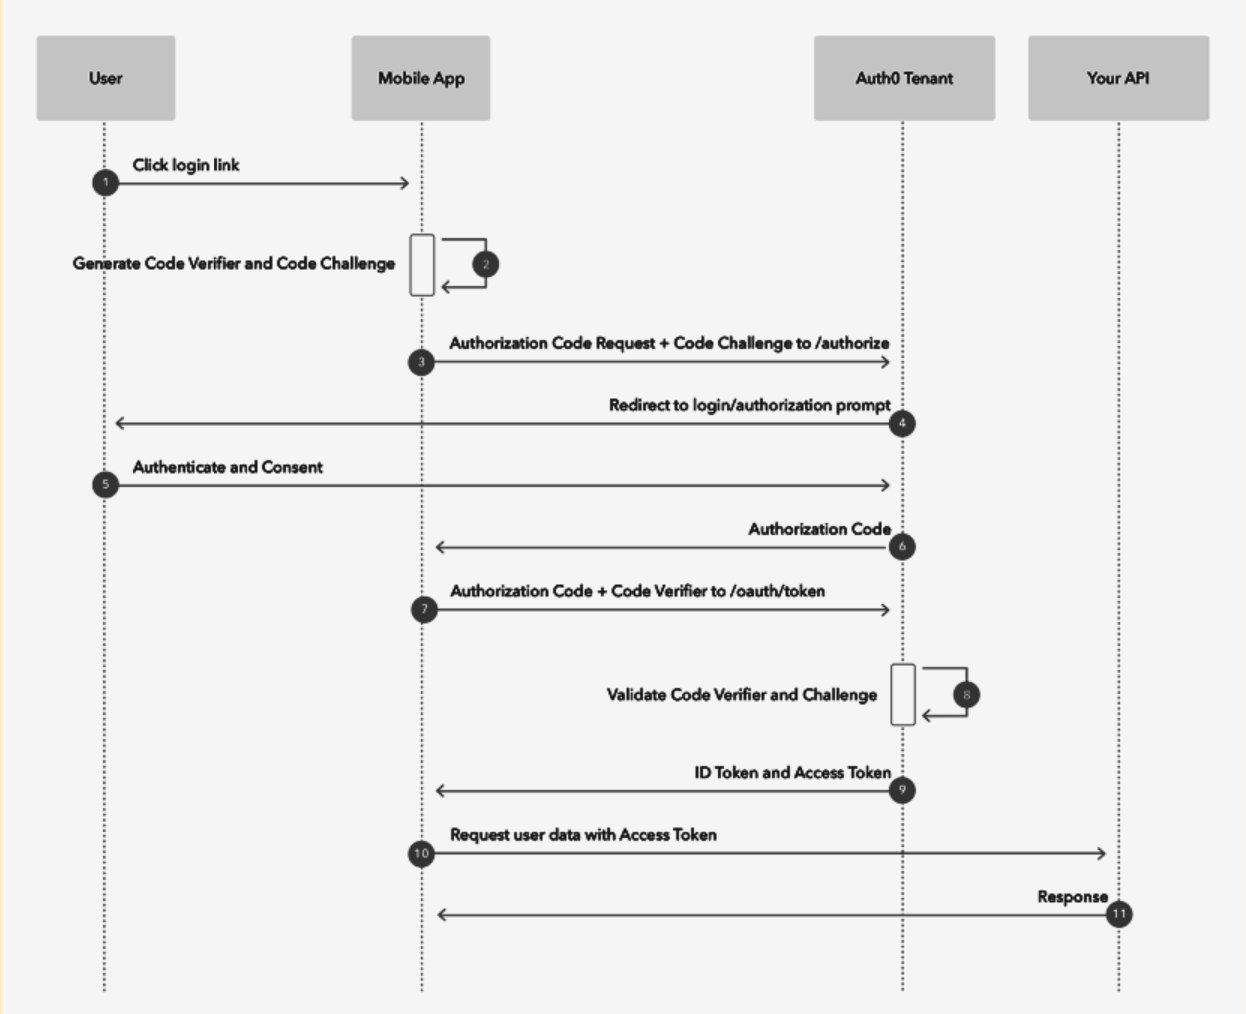 User
Mobile App
Auth0 Tenant
Your API
Click login link
1
Generate Code Verifier and Code Challenge
2
Authorization Code Request + Code Challenge to /authorize
3
Redirect to login/authorization prompt
4
Authenticate and Consent
5
Authorization Code
6
Authorization Code + Code Verifier to /oauth/token
7
Validate Code Verifier and Challenge
8
ID Token and Access Token
9
Request user data with Access Token
10
Response
11